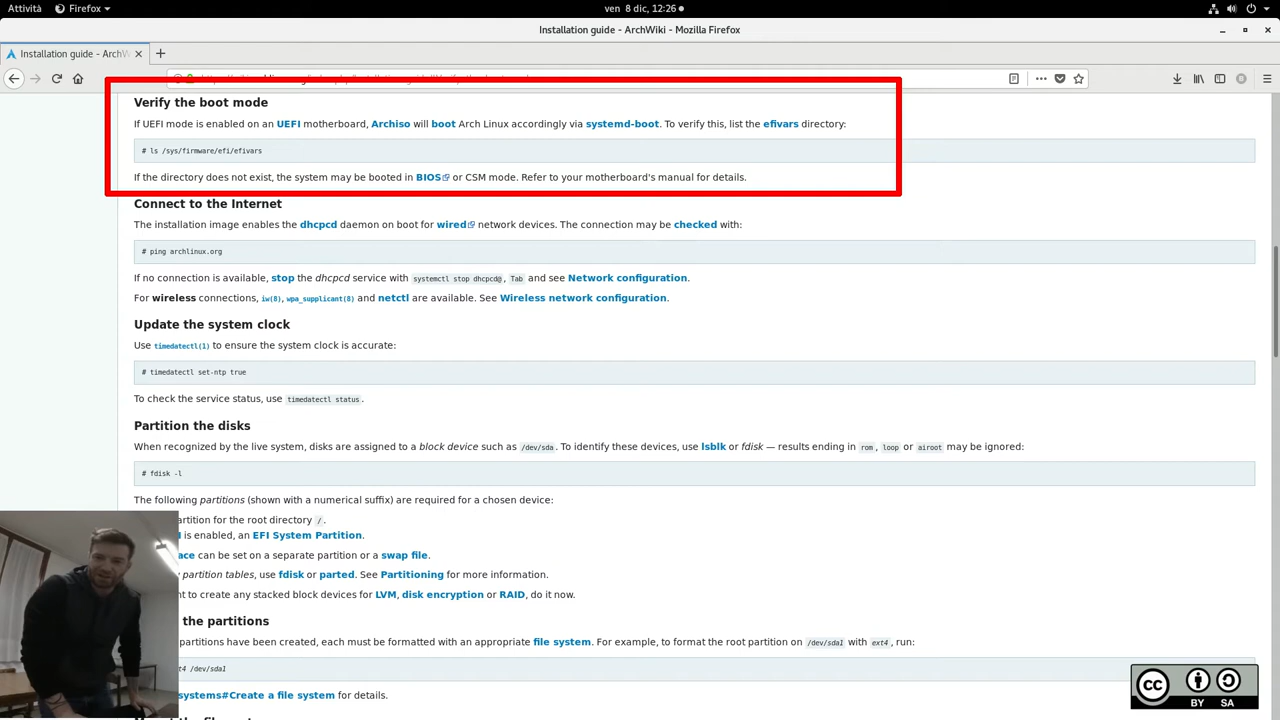 Attività Firefox ven 8 dic, 12:26
Installation guide - ArchWiki - Mozilla Firefox
Installation guide - ArchW
Verify the boot mode
If UEFI mode is enabled on an UEFI motherboard, Archiso will boot Arch Linux accordingly via systemd-boot. To verify this, list the efivars directory:
# ls /sys/firmware/efi/efivars
If the directory does not exist, the system may be booted in BIOS or CSM mode. Refer to your motherboard's manual for details.
Connect to the Internet
The installation image enables the dhcpcd daemon on boot for wired network devices. The connection may be checked with:
# ping archlinux.org
If no connection is available, stop the dhcpcd service with systemctl stop dhcpcd@, Tab and see Network configuration.
For wireless connections, iw(8), wpa_supplicant(8) and netctl are available. See Wireless network configuration.
Update the system clock
Use timedatectl(1) to ensure the system clock is accurate:
# timedatectl set-ntp true
To check the service status, use timedatectl status.
Partition the disks
When recognized by the live system, disks are assigned to a block device such as /dev/sda. To identify these devices, use lsblk or fdisk — results ending in rom, loop or airoot may be ignored:
# fdisk -l
The following partitions (shown with a numerical suffix) are required for a chosen device:
artition for the root directory /.
is enabled, an EFI System Partition.
ace can be set on a separate partition or a swap file.
partition tables, use fdisk or parted. See Partitioning for more information.
nt to create any stacked block devices for LVM, disk encryption or RAID, do it now.
the partitions
partitions have been created, each must be formatted with an appropriate file system. For example, to format the root partition on /dev/sda1 with ext4, run:
t4 /dev/sda1
systems#Create a file system for details.
CC BY SA